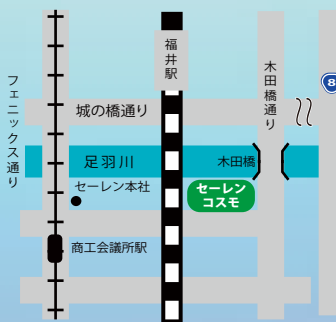 福井駅
木田橋通り
8
フェニックス通り
城の橋通り
足羽川
木田橋
セーレン本社
セーレン
コスモ
商工会議所駅